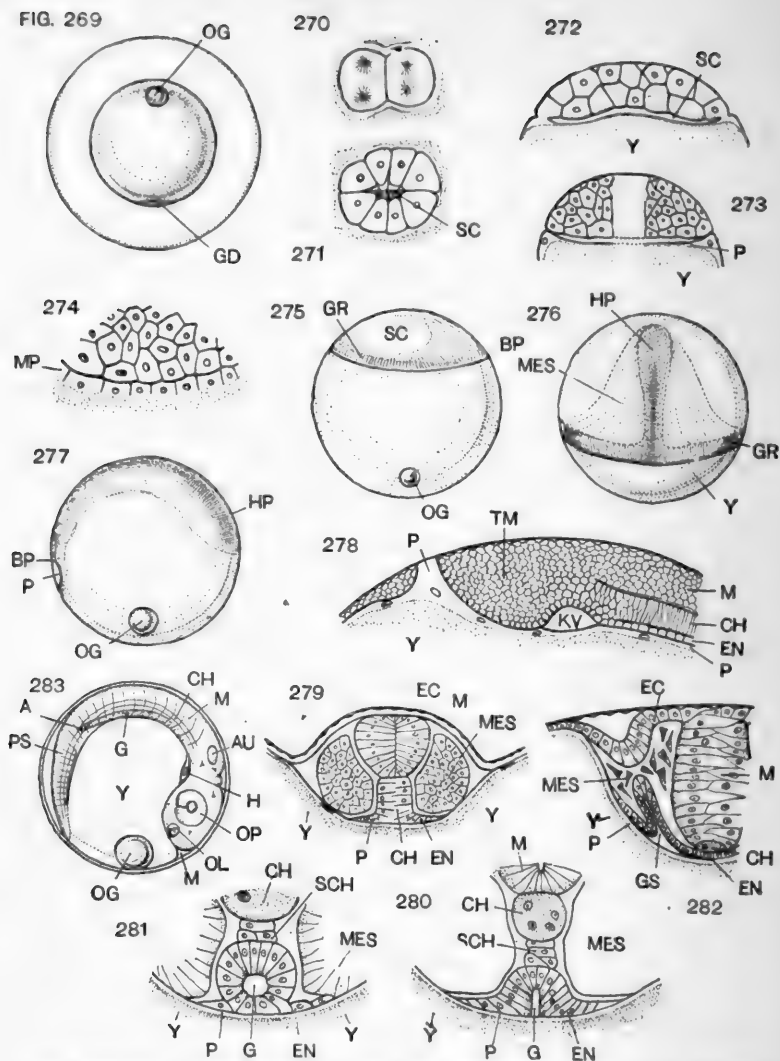 FIG. 269
OG
GD
270
271
SC
272
SC
Y
273
P
Y
274
MP
275
GR
SC
BP
OG
276
HP
MES
GR
Y
277
HP
BP
P
OG
278
P
TM
Y
KV
M
CH
EN
P
283
CH
M
A
PS
G
AU
Y
H
OP
OL
OG
M
279
EC
M
MES
Y
Y
P
CH
EN
282
EC
MES
M
Y
P
GS
CH
EN
281
CH
SCH
MES
Y
Y
P
G
EN
280
M
CH
SCH
MES
Y
P
G
EN